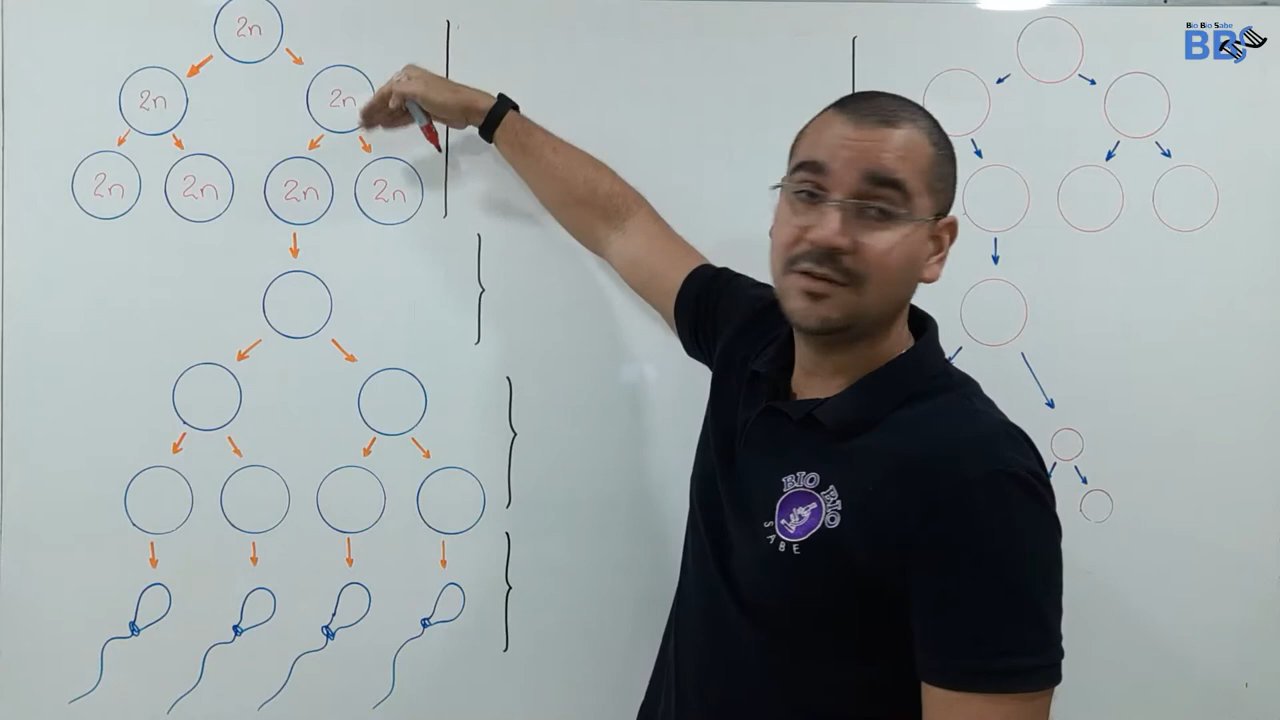 2n
2n 2n
2n 2n 2n 2n
Bio Bio Sabe
BBS
BIO BIO
SABE